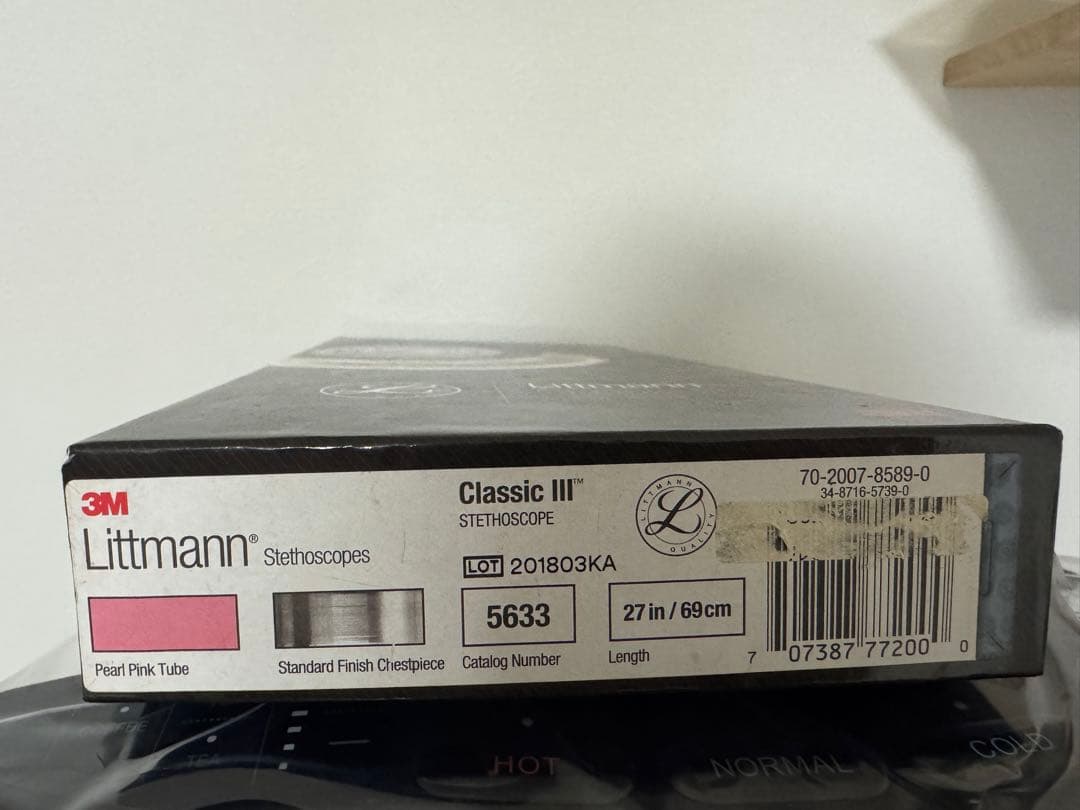 Littmann
3M
Littmann® Stethoscopes
Pearl Pink Tube
Standard Finish Chestpiece
Classic III™
STETHOSCOPE
LOT 201803KA
5633
Catalog Number
27 in / 69 cm
Length
LITTMANN
L
QUALITY
70-2007-8589-0
34-8716-5739-0
7 07387 77200 0
HOT
NORMAL
COLD